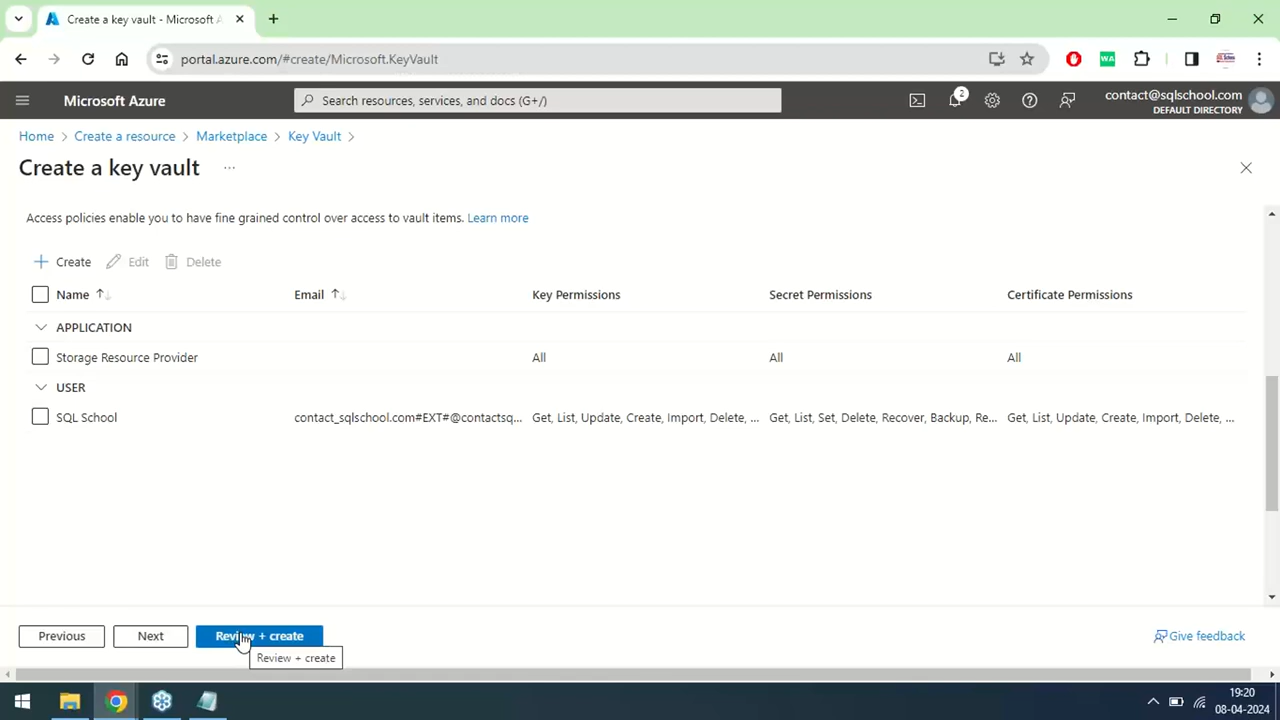 Create a key vault - Microsoft A
portal.azure.com/#create/Microsoft.KeyVault
WA
Microsoft Azure
Search resources, services, and docs (G+/)
2
contact@sqlschool.com
DEFAULT DIRECTORY
Home > Create a resource > Marketplace > Key Vault >
Create a key vault ...
Access policies enable you to have fine grained control over access to vault items. Learn more
+ Create Edit Delete
Name Email Key Permissions Secret Permissions Certificate Permissions
APPLICATION
Storage Resource Provider All All All
USER
SQL School contact_sqlschool.com#EXT#@contactsq... Get, List, Update, Create, Import, Delete, ... Get, List, Set, Delete, Recover, Backup, Re... Get, List, Update, Create, Import, Delete, ...
Previous Next Review + create Give feedback
Review + create
19:20
08-04-2024